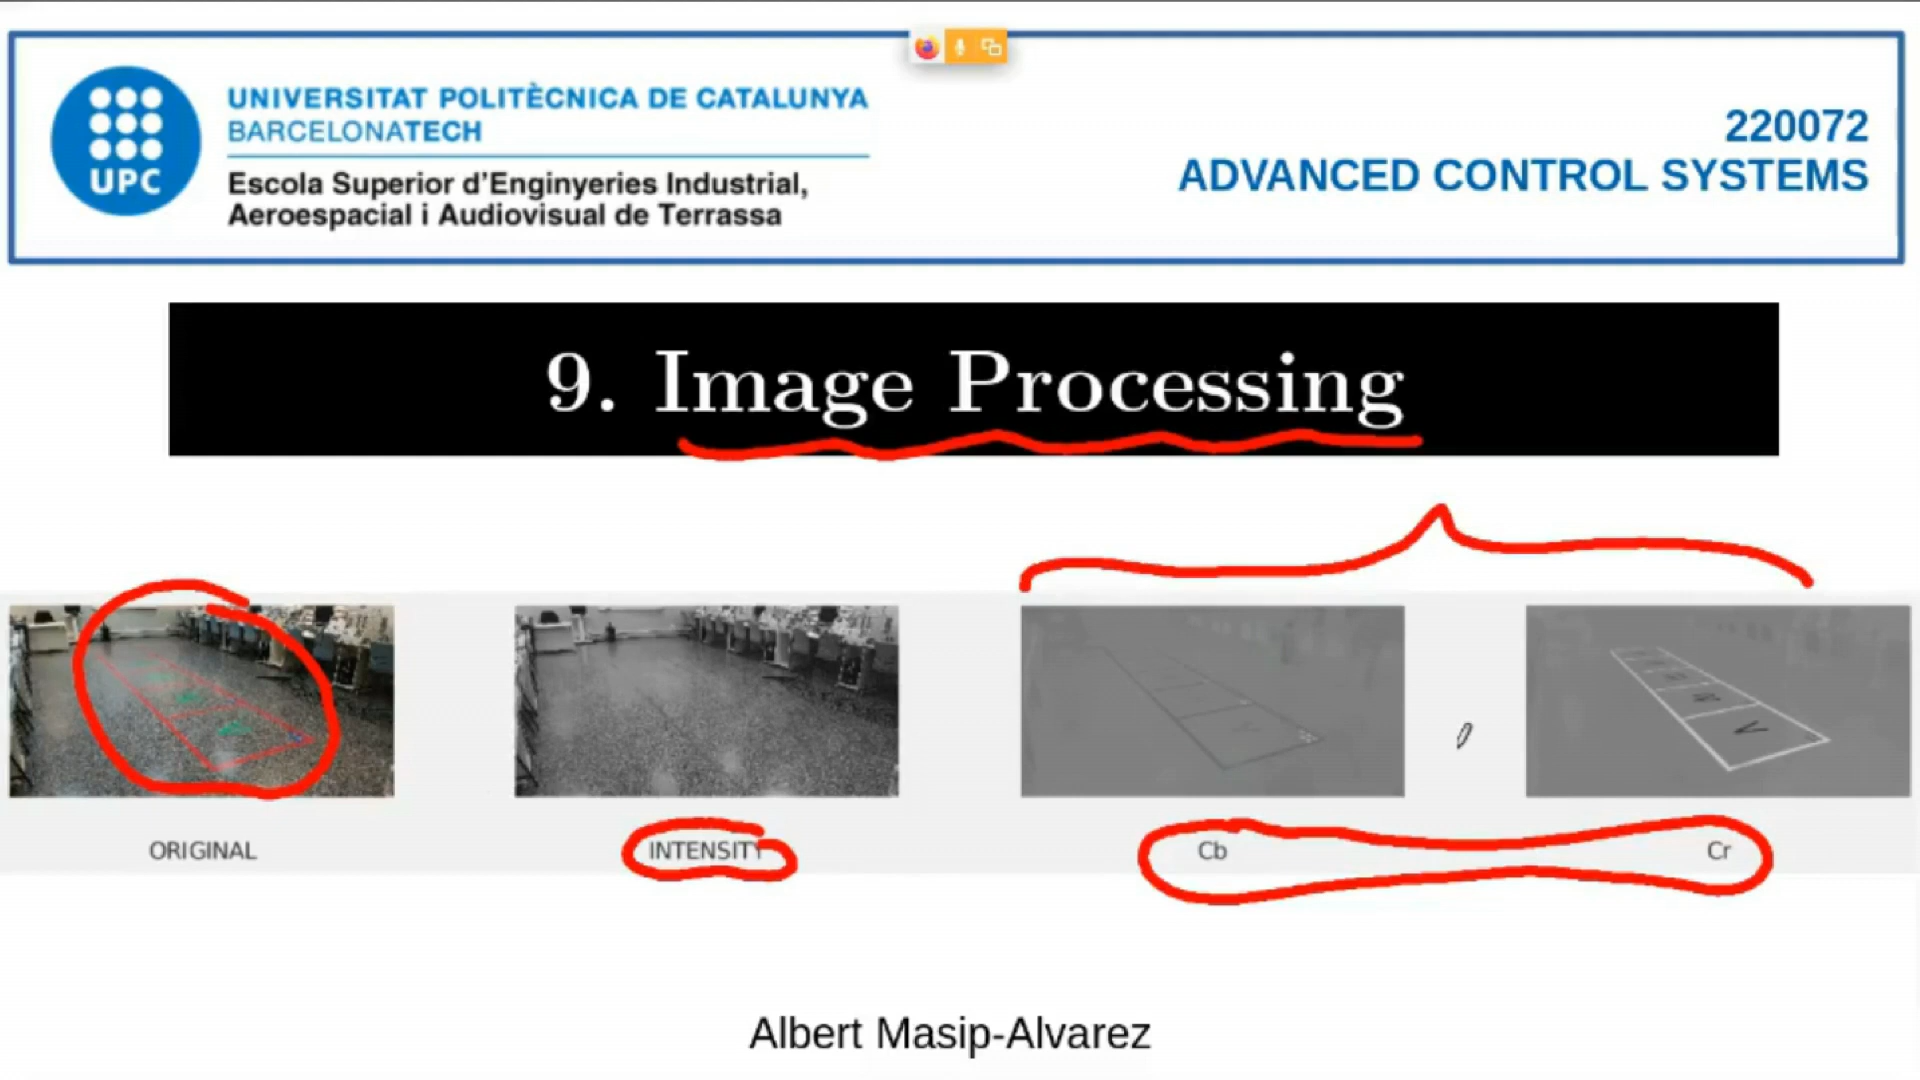 UNIVERSITAT POLITÈCNICA DE CATALUNYA
BARCELONATECH
UPC
Escola Superior d'Enginyeries Industrial,
Aeroespacial i Audiovisual de Terrassa
220072
ADVANCED CONTROL SYSTEMS
9. Image Processing
ORIGINAL
INTENSITY
Cb
Cr
Albert Masip-Alvarez